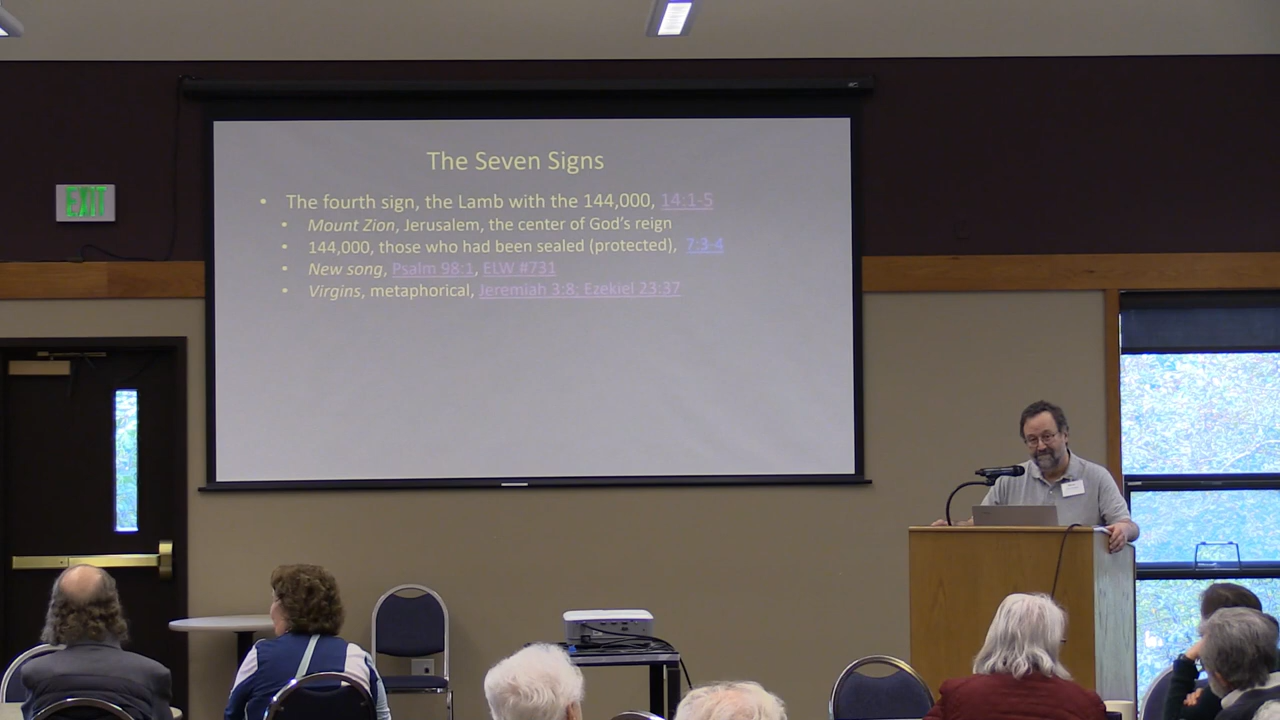 EXIT
The Seven Signs
• The fourth sign, the Lamb with the 144,000, 14:1-5
• Mount Zion, Jerusalem, the center of God's reign
• 144,000, those who had been sealed (protected), 7:3-4
• New song, Psalm 98:1, ELW #731
• Virgins, metaphorical, Jeremiah 3:8; Ezekiel 23:37